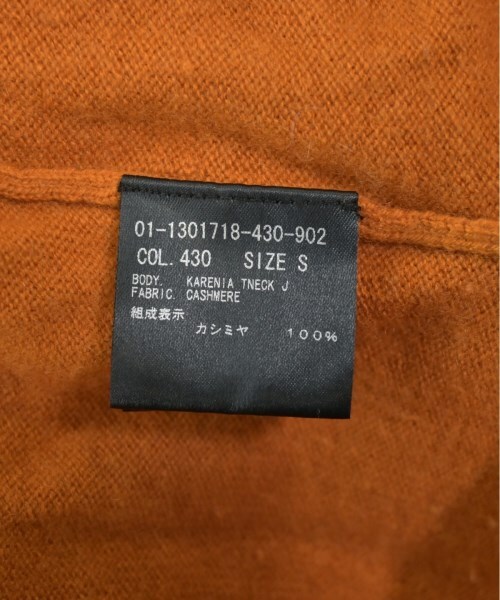 01-1301718-430-902
COL. 430 SIZE S
BODY. KARENIA TNECK J
FABRIC. CASHMERE
組成表示
カシミヤ 100%